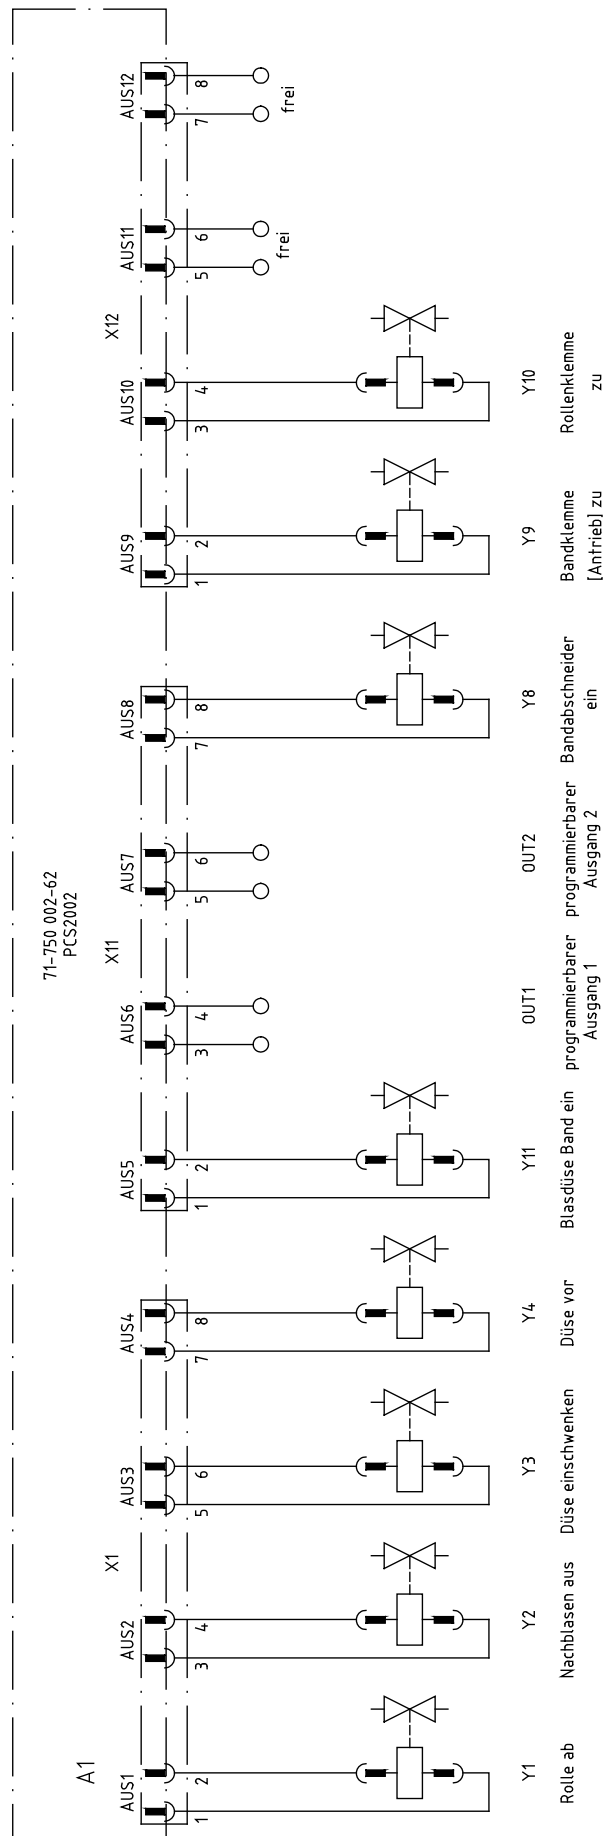 A1
71-750 002-62
PCS2002
X1
X11
X12
AUS1
AUS2
AUS3
AUS4
AUS5
AUS6
AUS7
AUS8
AUS9
AUS10
AUS11
AUS12
1
2
3
4
5
6
7
8
1
2
3
4
5
6
7
8
1
2
3
4
5
6
7
8
frei
frei
Y1
Y2
Y3
Y4
Y11
OUT1
OUT2
Y8
Y9
Y10
Rolle ab
Nachblasen aus
Düse einschwenken
Düse vor
Blasdüse Band ein
programmierbarer
Ausgang 1
programmierbarer
Ausgang 2
Bandabschneider
ein
Bandklemme
[Antrieb] zu
Rollenklemme
zu